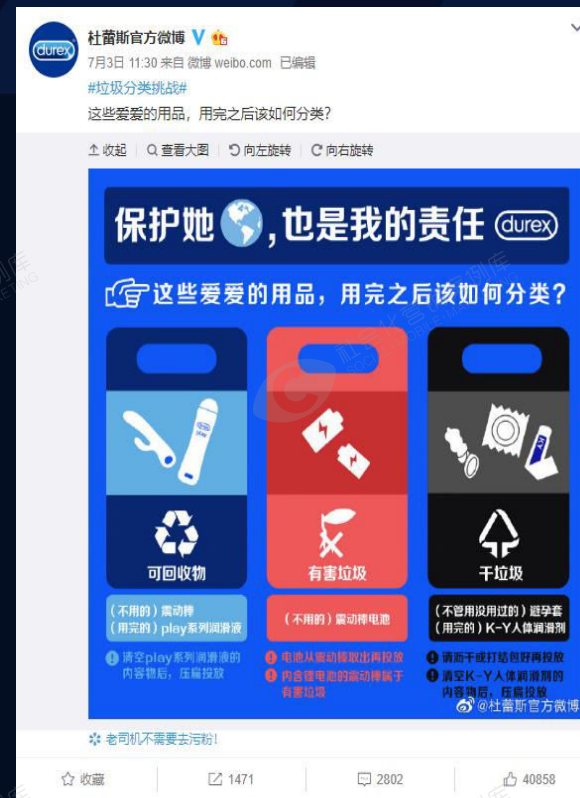 durex
杜蕾斯官方微博
7月3日 11:30 来自 微博 weibo.com 已编辑
#垃圾分类挑战#
这些爱爱的用品，用完之后该如何分类？
收起 查看大图 向左旋转 向右旋转
保护她，也是我的责任 durex
这些爱爱的用品，用完之后该如何分类？
durex
play
KY
可回收物
有害垃圾
干垃圾
（不用的）震动棒
（用完的）play系列润滑液
（不用的）震动棒电池
（不管用没用过的）避孕套
（用完的）K-Y人体润滑剂
清空play系列润滑液的
内容物后，压扁投放
电池从震动棒取出再投放
内含锂电池的震动棒属于
有害垃圾
请沥干或打结包好再投放
清空K-Y人体润滑剂的
内容物后，压扁投放
@杜蕾斯官方微博
老司机不需要去污粉！
收藏 1471 2802 40858